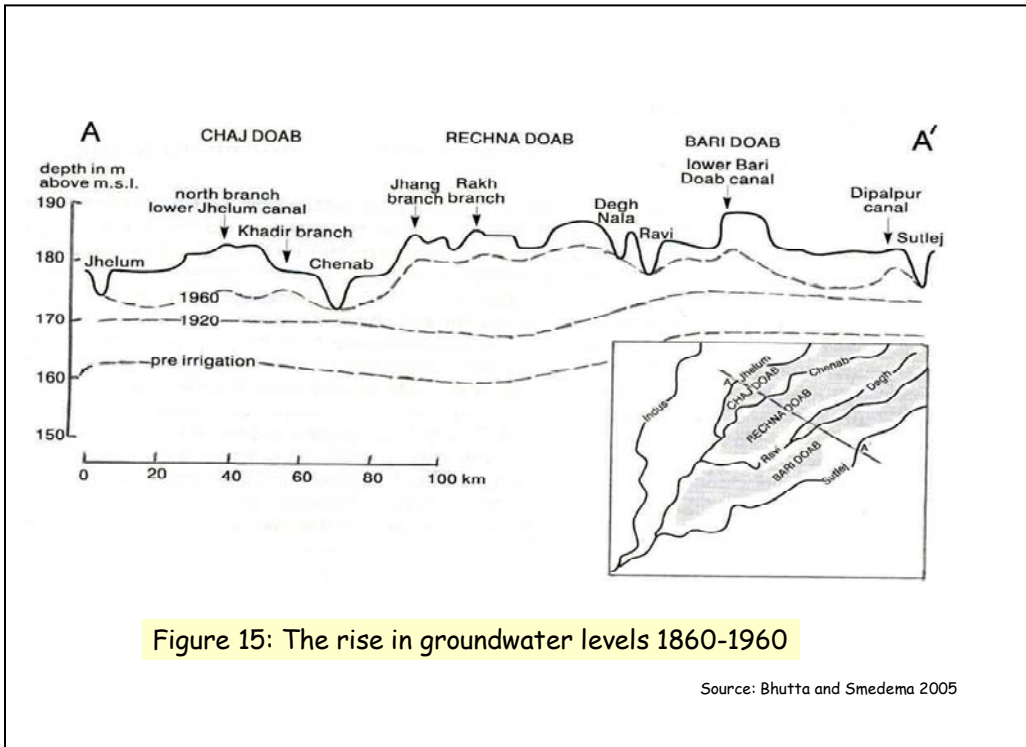 A
CHAJ DOAB
RECHNA DOAB
BARI DOAB
A'
depth in m
above m.s.l.
190
180
170
160
150
north branch
lower Jhelum canal
Khadir branch
Jhelum
Chenab
Jhang
branch
Rakh
branch
Degh
Nala
Ravi
lower Bari
Doab canal
Dipalpur
canal
Sutlej
1960
1920
pre irrigation
0
20
40
60
80
100 km
Indus
A
Jhelum
CHAJ DOAB
Chenab
RECHNA DOAB
Degh
Ravi
BARI DOAB
A'
Sutlej
Figure 15: The rise in groundwater levels 1860-1960
Source: Bhutta and Smedema 2005